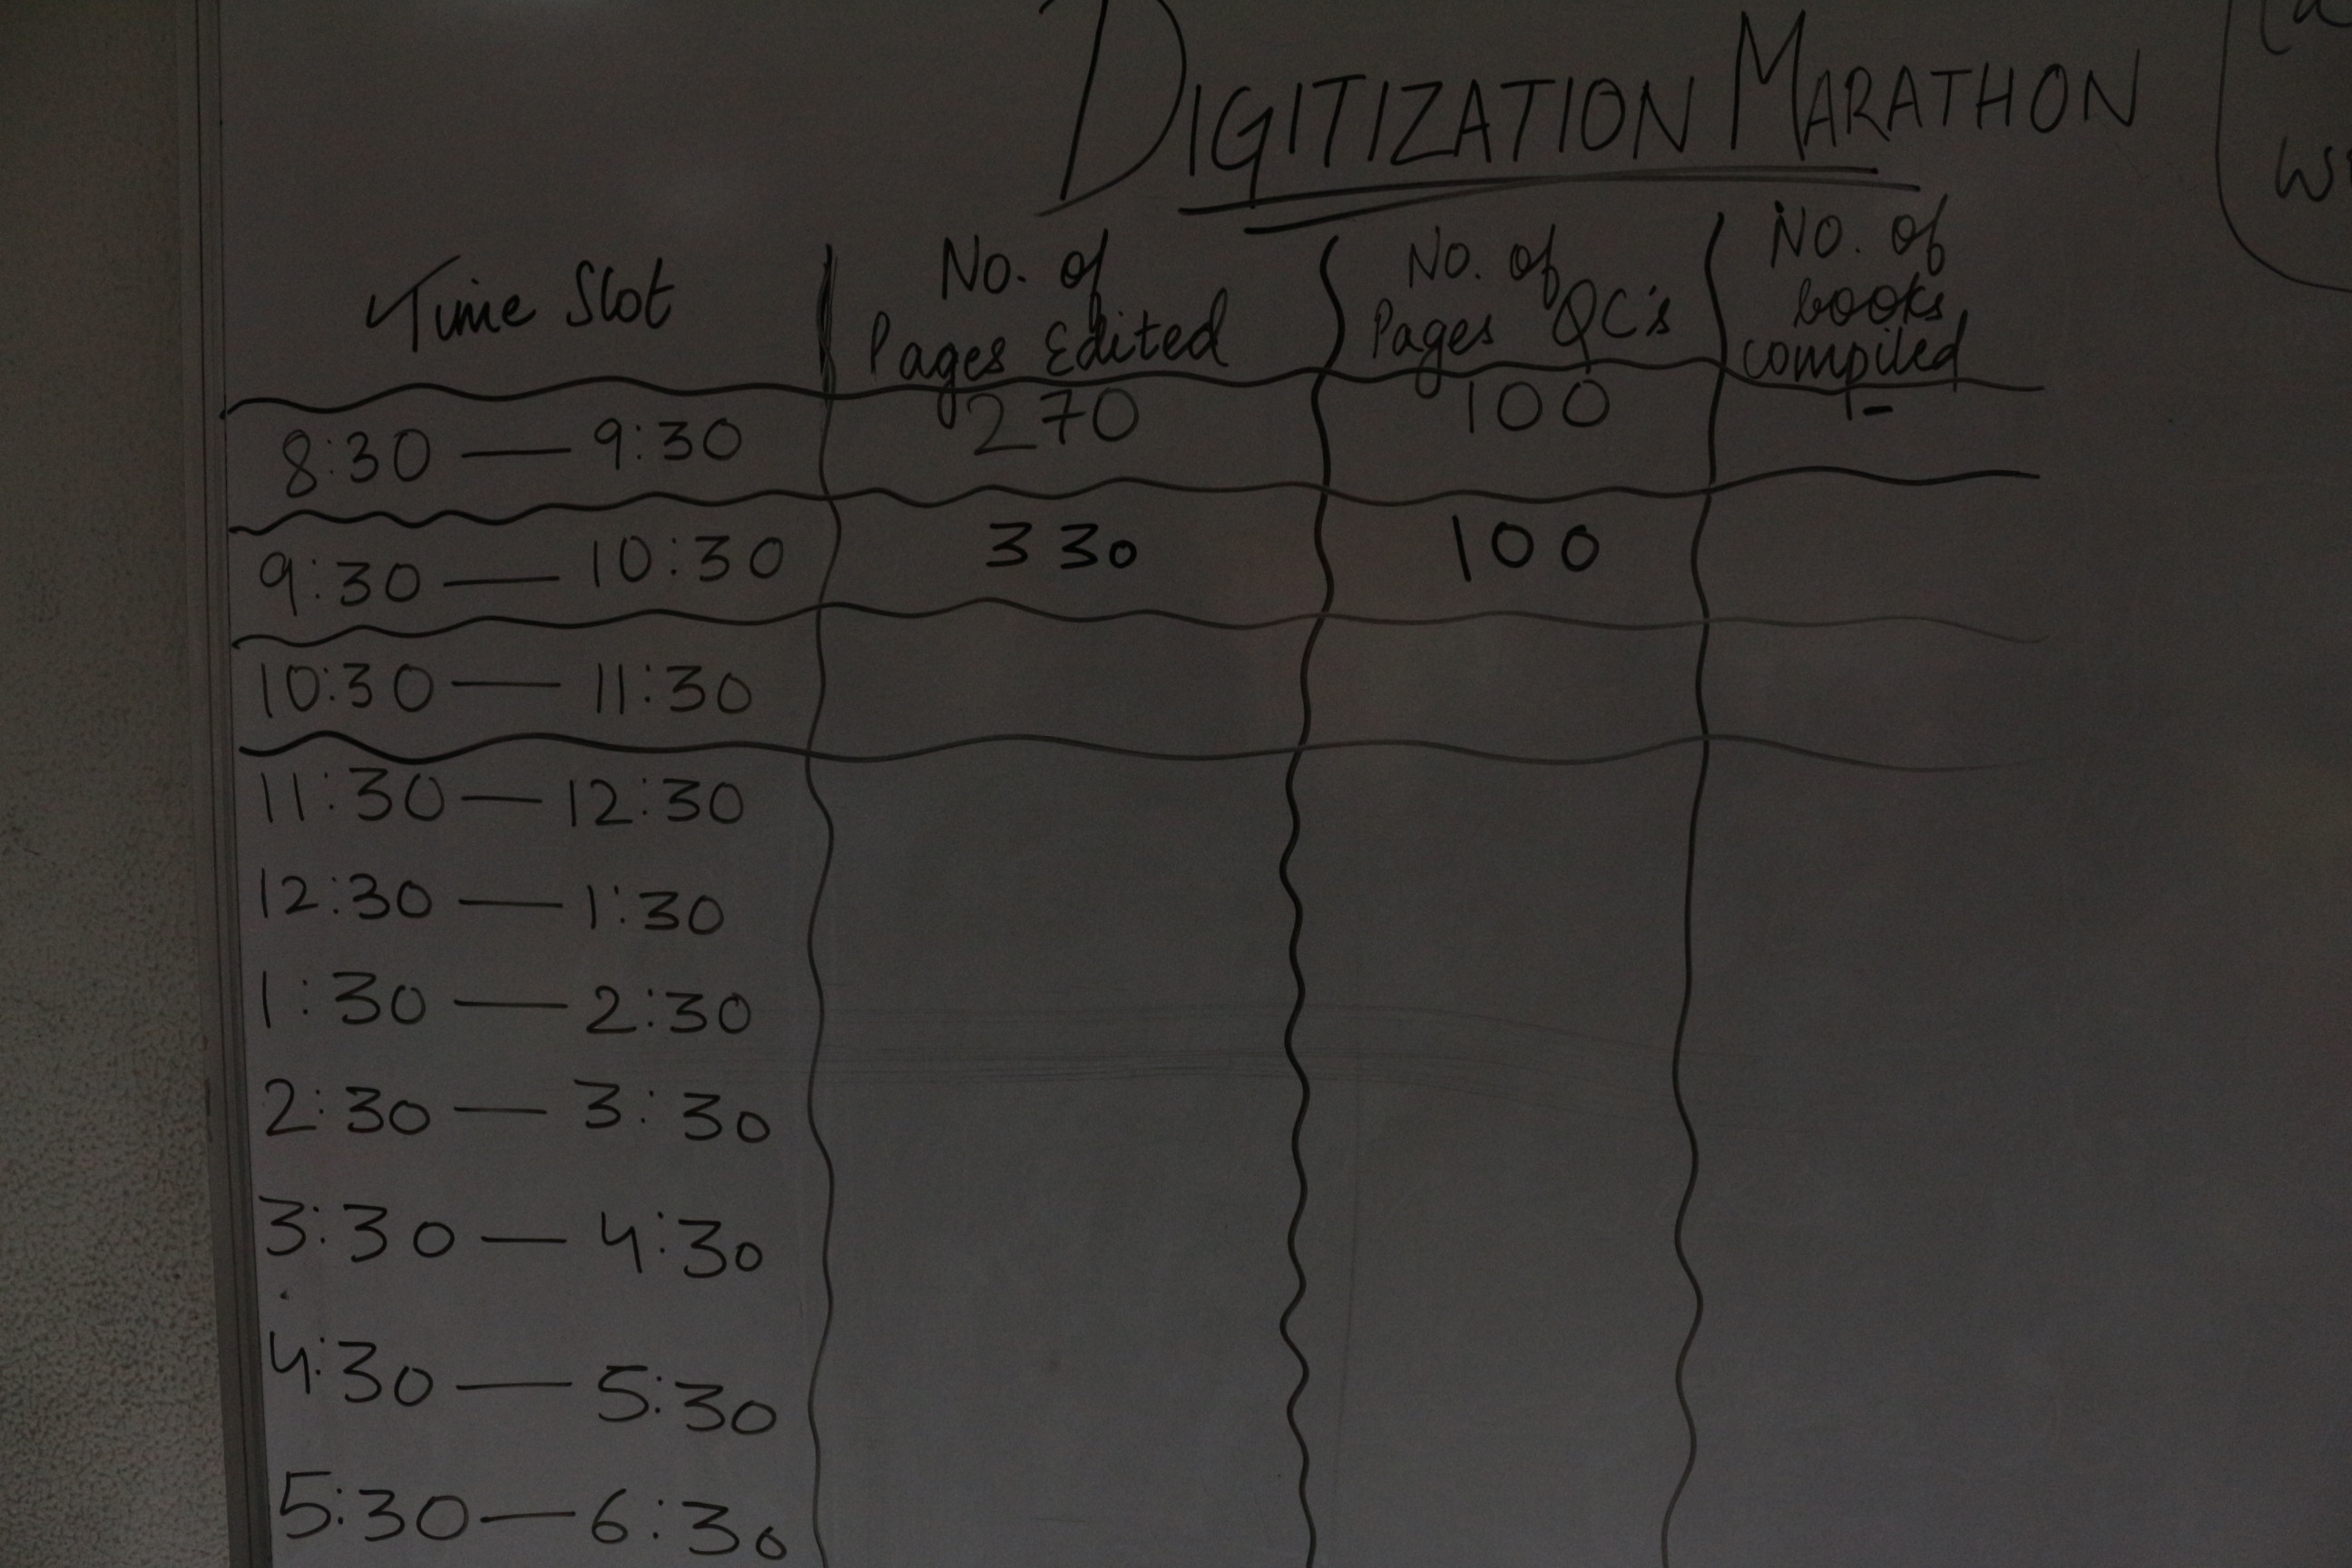 DIGITIZATION MARATHON
Time Slot | No. of Pages Edited | No. of Pages QC's | No. of books compiled
8:30 — 9:30 | 270 | 100 | -
9:30 — 10:30 | 330 | 100
10:30 — 11:30
11:30 — 12:30
12:30 — 1:30
1:30 — 2:30
2:30 — 3:30
3:30 — 4:30
4:30 — 5:30
5:30 — 6:30